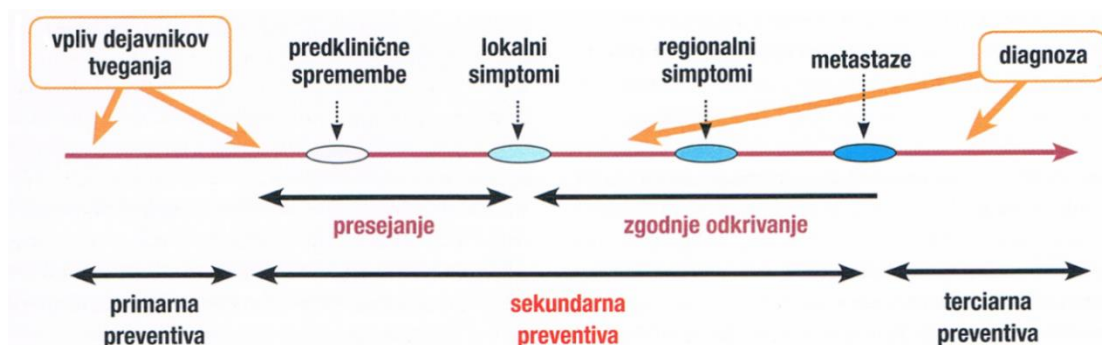 vpliv dejavnikov
tveganja
predklinične
spremembe
lokalni
simptomi
regionalni
simptomi
metastaze
diagnoza
presejanje
zgodnje odkrivanje
primarna
preventiva
sekundarna
preventiva
terciarna
preventiva